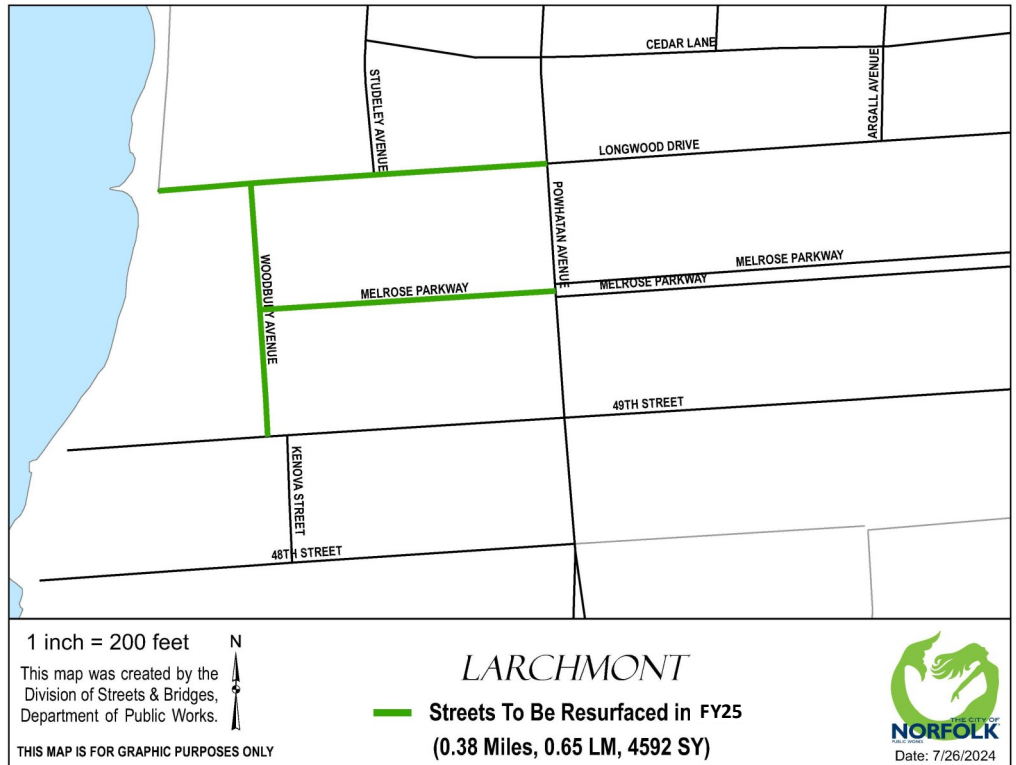 CEDAR LANE
STUDELEY AVENUE
ARGALL AVENUE
LONGWOOD DRIVE
POWHATAN AVENUE
WOODBURY AVENUE
MELROSE PARKWAY
MELROSE PARKWAY
MELROSE PARKWAY
49TH STREET
KENOVA STREET
48TH STREET
1 inch = 200 feet
N
This map was created by the
Division of Streets & Bridges,
Department of Public Works.
THIS MAP IS FOR GRAPHIC PURPOSES ONLY
LARCHMONT
Streets To Be Resurfaced in FY25
(0.38 Miles, 0.65 LM, 4592 SY)
THE CITY OF
NORFOLK
PUBLIC WORKS
Date: 7/26/2024